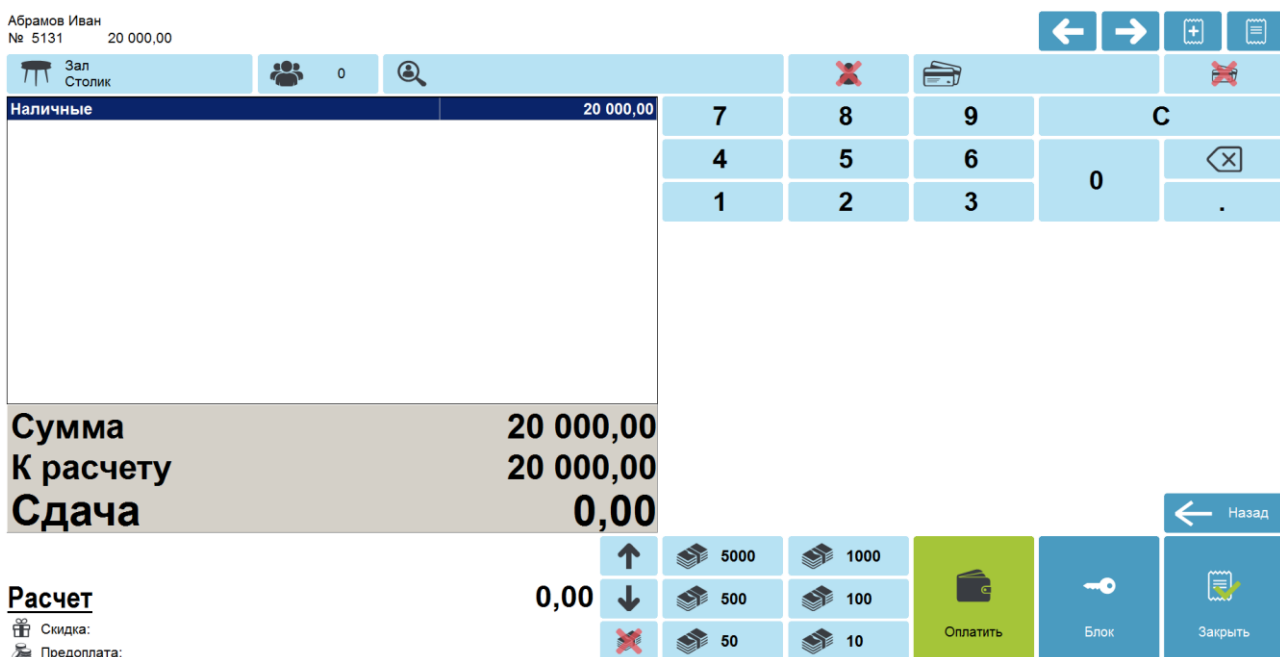 Абрамов Иван
№ 5131 20 000,00
Зал
Столик
0
Наличные 20 000,00
7 8 9 C
4 5 6
0
1 2 3 .
Сумма 20 000,00
К расчету 20 000,00
Сдача 0,00
Назад
5000 1000
Расчет 0,00
500 100
Скидка:
50 10
Предоплата:
Оплатить Блок Закрыть